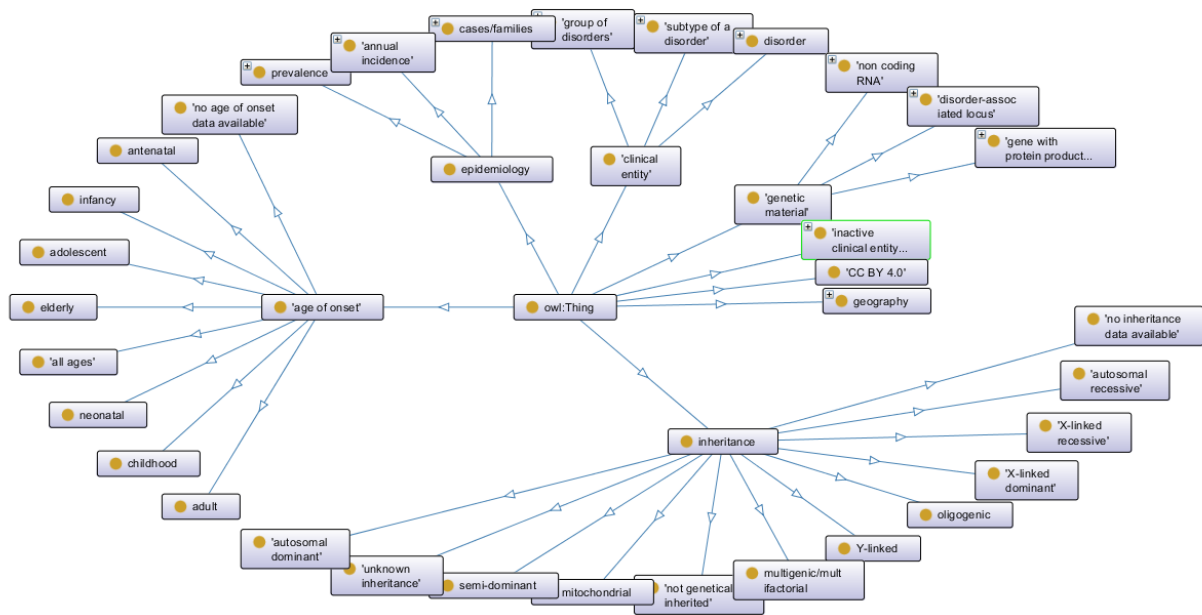 cases/families
'group of
disorders'
'subtype of a
disorder'
disorder
'annual
incidence'
prevalence
'non coding
RNA'
'no age of onset
data available'
'disorder-assoc
iated locus'
antenatal
'gene with
protein product...
epidemiology
'clinical
entity'
infancy
'genetic
material'
'inactive
clinical entity...
adolescent
'CC BY 4.0'
elderly
'age of onset'
owl:Thing
geography
'no inheritance
data available'
'all ages'
'autosomal
recessive'
neonatal
inheritance
'X-linked
recessive'
childhood
'X-linked
dominant'
adult
oligogenic
'autosomal
dominant'
Y-linked
'unknown
inheritance'
semi-dominant
mitochondrial
'not genetical
inherited'
multigenic/mult
ifactorial